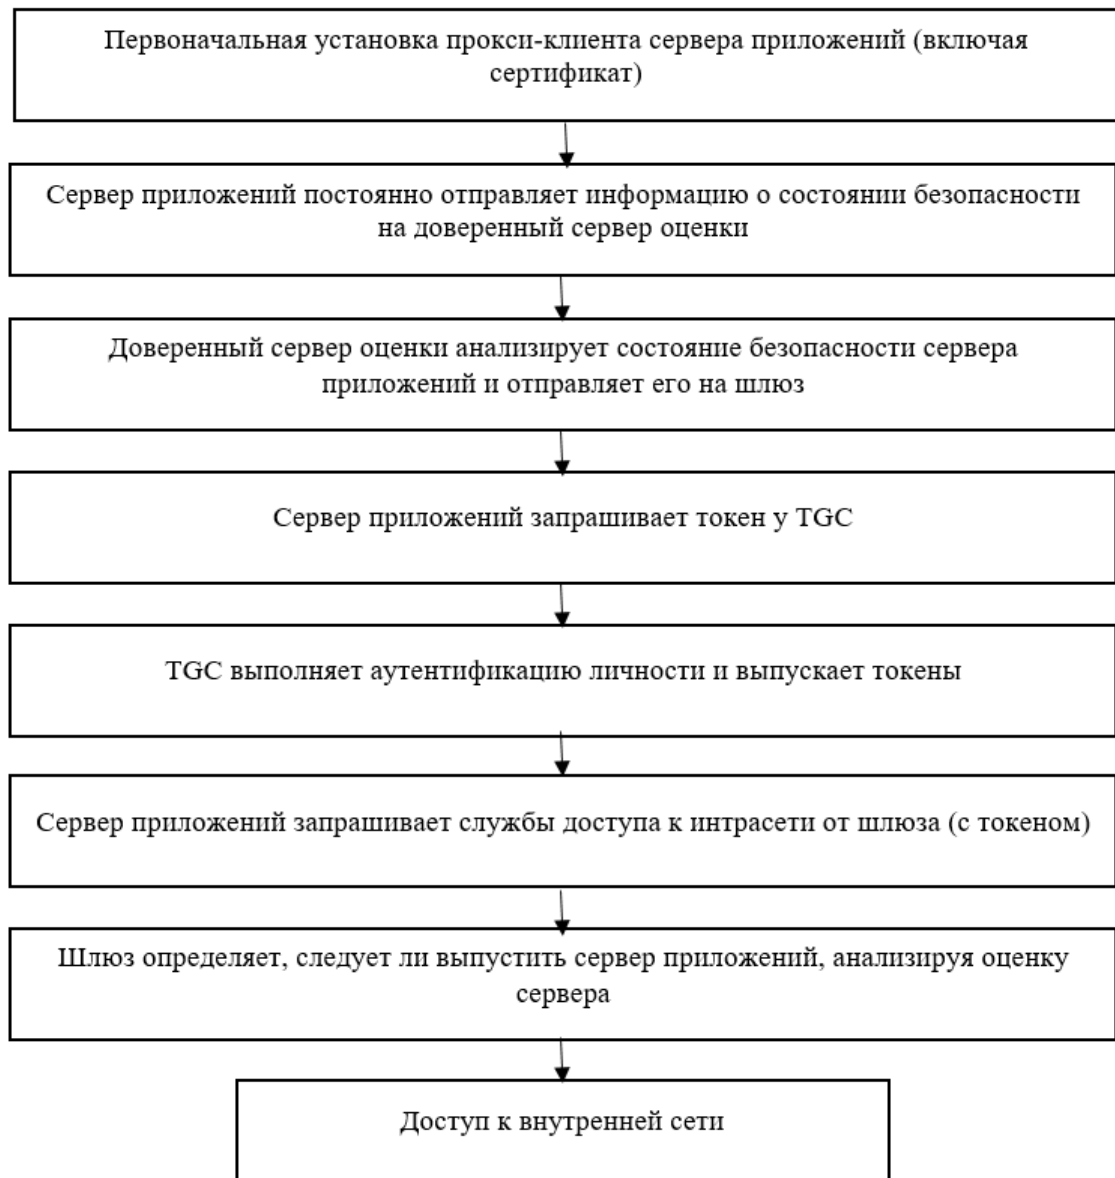 Первоначальная установка прокси-клиента сервера приложений (включая
сертификат)
Сервер приложений постоянно отправляет информацию о состоянии безопасности
на доверенный сервер оценки
Доверенный сервер оценки анализирует состояние безопасности сервера
приложений и отправляет его на шлюз
Сервер приложений запрашивает токен у TGC
TGC выполняет аутентификацию личности и выпускает токены
Сервер приложений запрашивает службы доступа к интрасети от шлюза (с токеном)
Шлюз определяет, следует ли выпустить сервер приложений, анализируя оценку
сервера
Доступ к внутренней сети